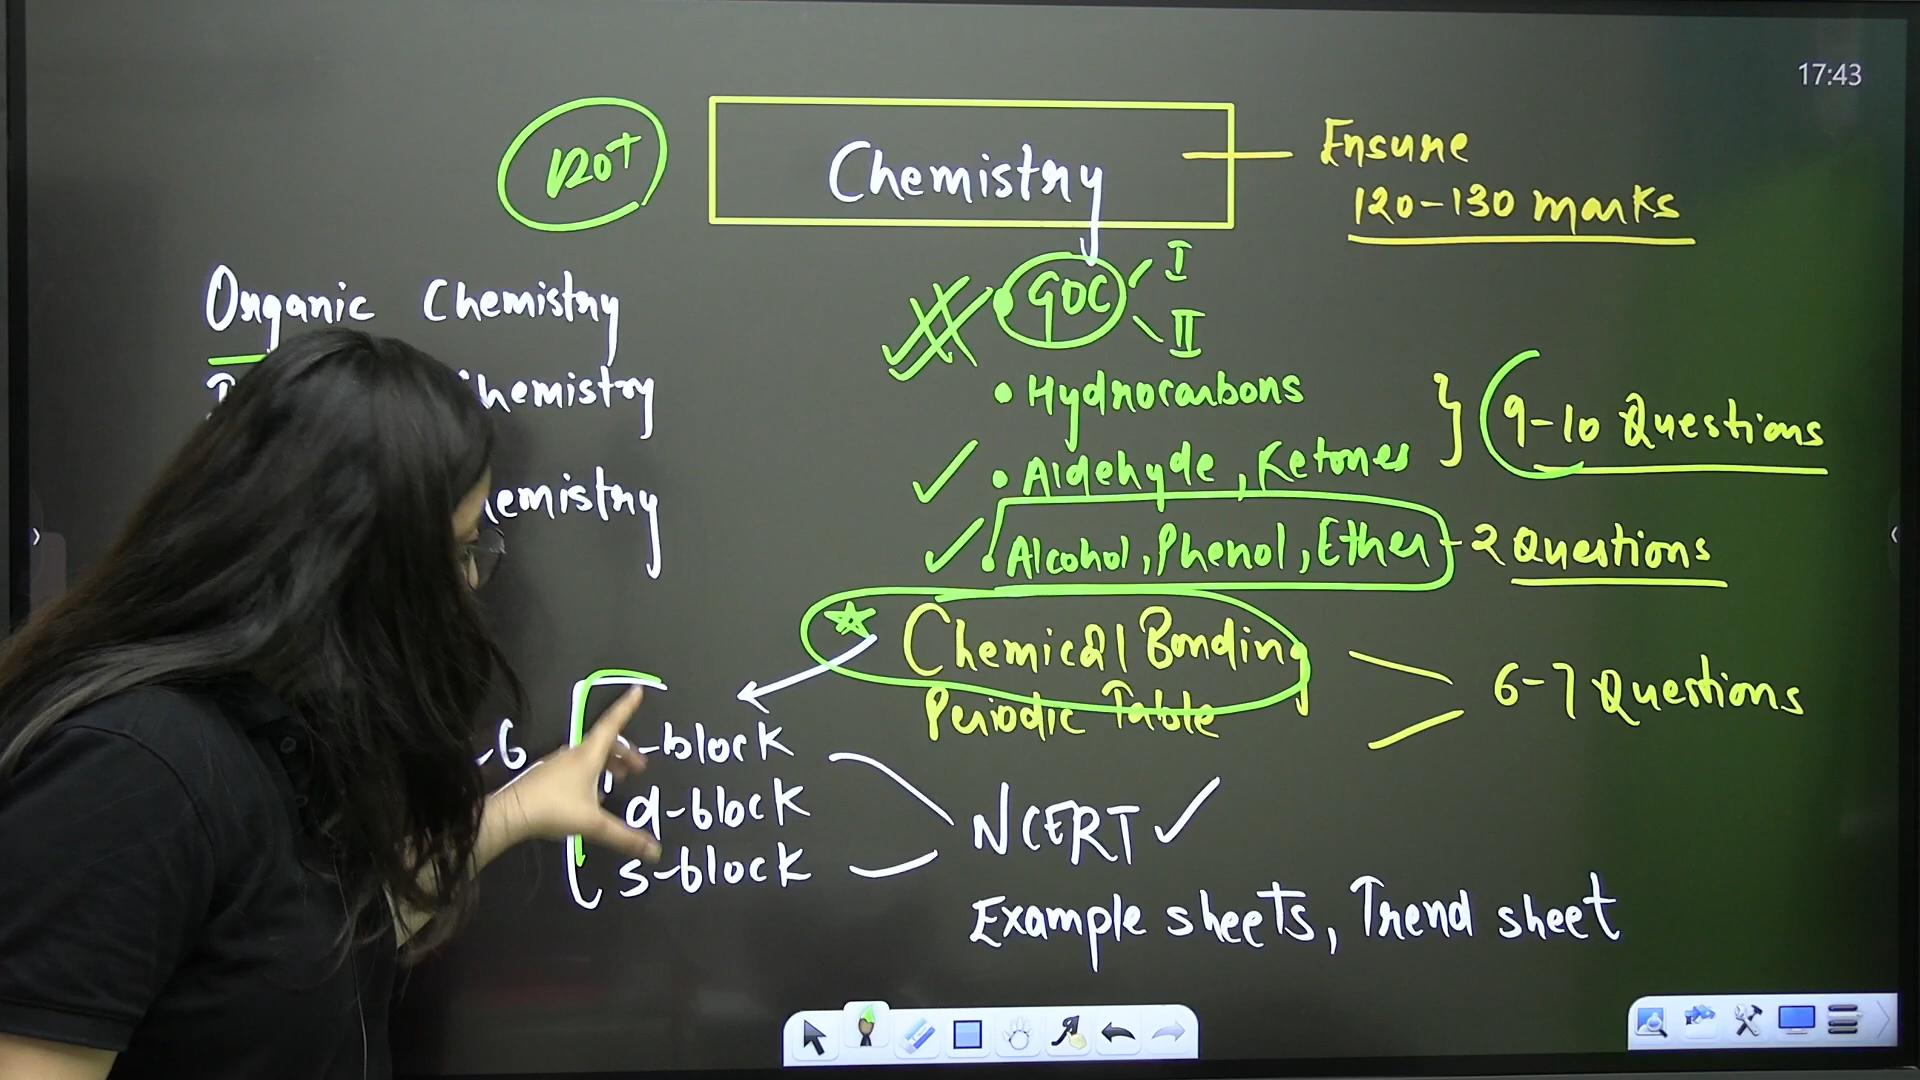 17:43
120+
Chemistry
Ensure
120-130 marks
Organic Chemistry
Chemistry
emistry
GOC
I
II
• Hydrocarbons
• Aldehyde, Ketones
9-10 Questions
• Alcohol, Phenol, Ether - 2 Questions
Chemical Bonding
Periodic Table
6-7 Questions
-6
-block
d-block
s-block
NCERT ✓
Example sheets, Trend sheet